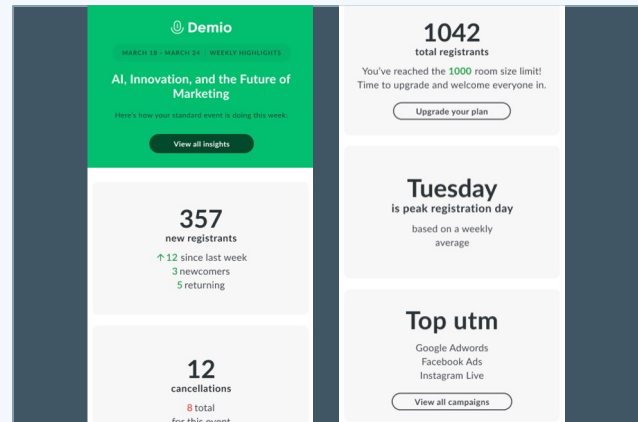 Demio
MARCH 18 - MARCH 24 | WEEKLY HIGHLIGHTS
AI, Innovation, and the Future of
Marketing
Here's how your standard event is doing this week:
View all insights
357
new registrants
↑ 12 since last week
3 newcomers
5 returning
12
cancellations
8 total
for this event
1042
total registrants
You've reached the 1000 room size limit!
Time to upgrade and welcome everyone in.
Upgrade your plan
Tuesday
is peak registration day
based on a weekly
average
Top utm
Google Adwords
Facebook Ads
Instagram Live
View all campaigns